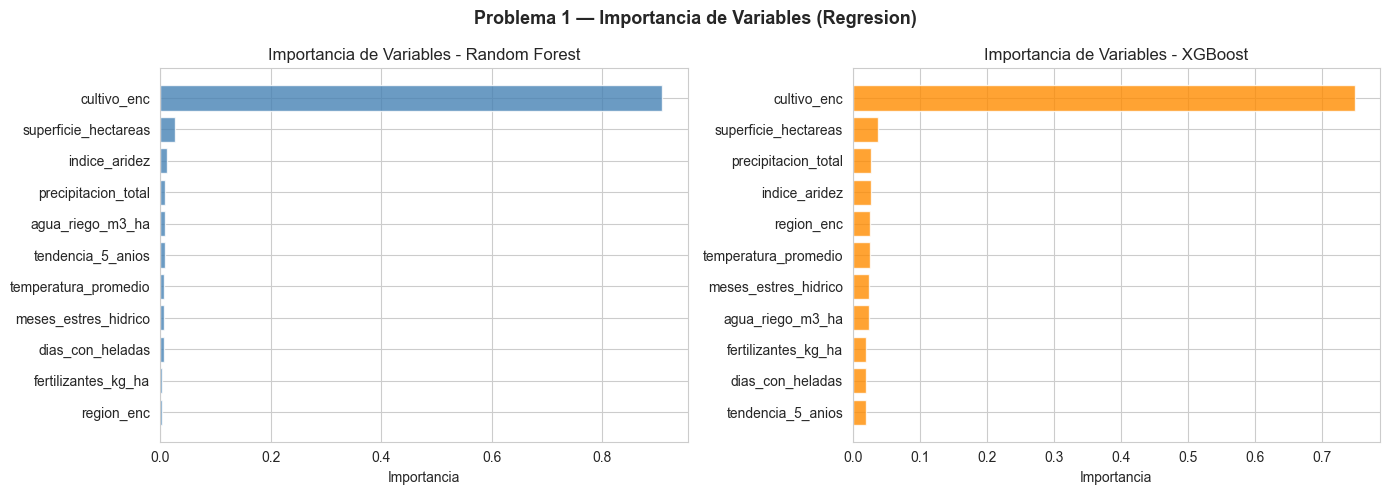 Problema 1 — Importancia de Variables (Regresion)
Importancia de Variables - Random Forest
cultivo_enc
superficie_hectareas
indice_aridez
precipitacion_total
agua_riego_m3_ha
tendencia_5_anios
temperatura_promedio
meses_estres_hidrico
dias_con_heladas
fertilizantes_kg_ha
region_enc
0.0 0.2 0.4 0.6 0.8
Importancia
Importancia de Variables - XGBoost
cultivo_enc
superficie_hectareas
precipitacion_total
indice_aridez
region_enc
temperatura_promedio
meses_estres_hidrico
agua_riego_m3_ha
fertilizantes_kg_ha
dias_con_heladas
tendencia_5_anios
0.0 0.1 0.2 0.3 0.4 0.5 0.6 0.7
Importancia